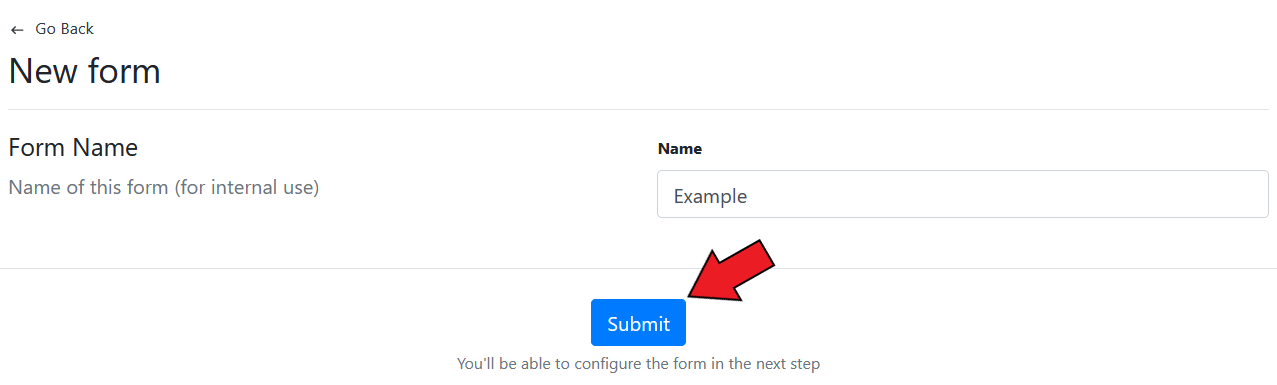 ← Go Back
New form
Form Name
Name of this form (for internal use)
Name
Example
Submit
You'll be able to configure the form in the next step